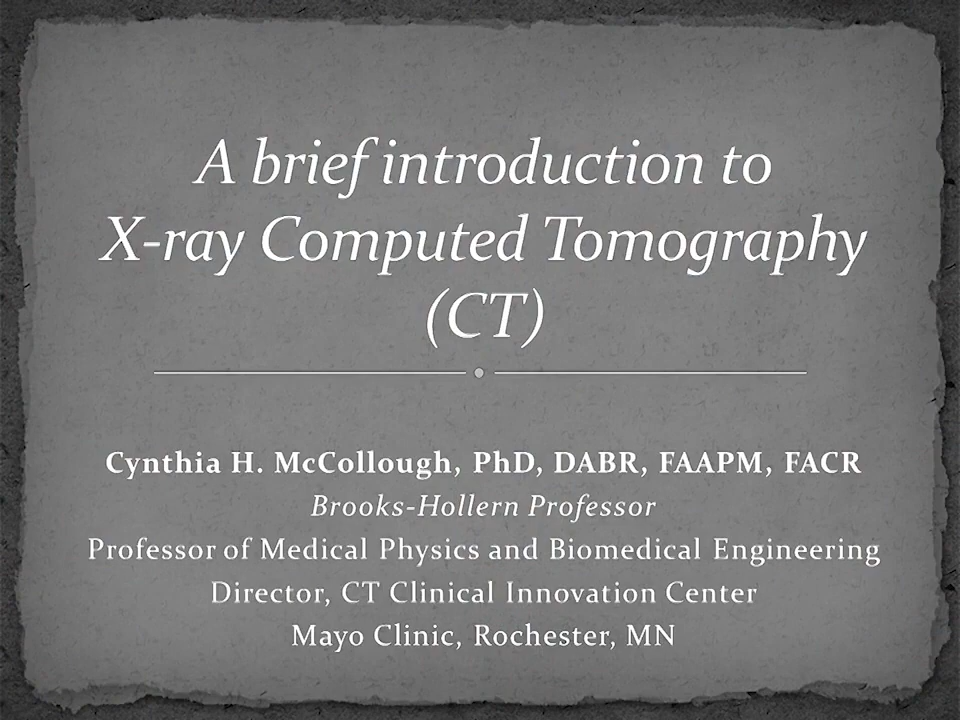 A brief introduction to
X-ray Computed Tomography
(CT)
Cynthia H. McCollough, PhD, DABR, FAAPM, FACR
Brooks-Hollern Professor
Professor of Medical Physics and Biomedical Engineering
Director, CT Clinical Innovation Center
Mayo Clinic, Rochester, MN